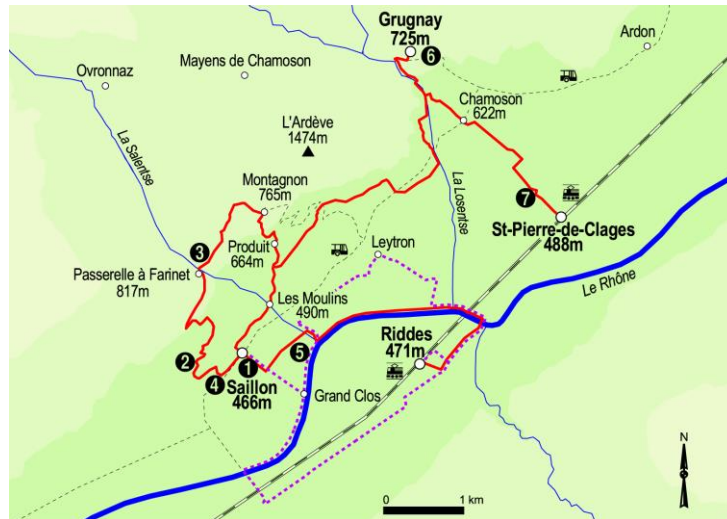 Grugnay
725m
6
Ardon
Ovronnaz
Mayens de Chamoson
Chamoson
622m
L'Ardève
1474m
La Salentse
La Losentse
7
Montagnon
765m
St-Pierre-de-Clages
488m
3
Produit
664m
Leytron
Passerelle à Farinet
817m
Le Rhône
Les Moulins
490m
5
Riddes
471m
2
1
4
Saillon
466m
Grand Clos
N
0
1 km